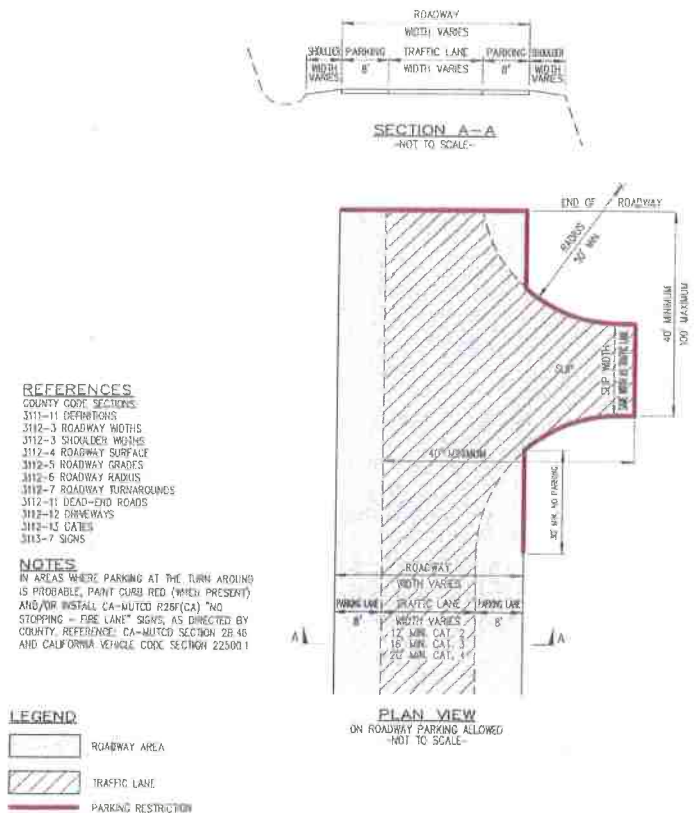 ROADWAY
WIDTH VARIES
SHOULDER PARKING TRAFFIC LANE PARKING SHOULDER
WIDTH VARIES 8' WIDTH VARIES 8' WIDTH VARIES
SECTION A-A
-NOT TO SCALE-
END OF ROADWAY
RADIUS
30' MIN.
40' MINIMUM
100' MAXIMUM
SLIP
SLIP WIDTH
SAME WIDTH AS TRAFFIC LANE
40' MINIMUM
30' MIN. NO PARKING
REFERENCES
COUNTY CODE SECTIONS:
3111-11 DEFINITIONS
3112-3 ROADWAY WIDTHS
3112-3 SHOULDER WIDTHS
3112-4 ROADWAY SURFACE
3112-5 ROADWAY GRADES
3112-6 ROADWAY RADIUS
3112-7 ROADWAY TURNAROUNDS
3112-11 DEAD-END ROADS
3112-12 DRIVEWAYS
3112-13 GATES
3113-7 SIGNS
NOTES
IN AREAS WHERE PARKING AT THE TURN AROUND
IS PROBABLE, PAINT CURB RED (WHEN PRESENT)
AND/OR INSTALL CA-MUTCD R26F(CA) "NO
STOPPING - FIRE LANE" SIGNS, AS DIRECTED BY
COUNTY. REFERENCE: CA-MUTCD SECTION 2B.46
AND CALIFORNIA VEHICLE CODE SECTION 22500.1
ROADWAY
WIDTH VARIES
PARKING LANE TRAFFIC LANE PARKING LANE
8' WIDTH VARIES 8'
12' MIN. CAT. 2
16' MIN. CAT. 3
20' MIN. CAT. 4
A A
PLAN VIEW
ON ROADWAY PARKING ALLOWED
-NOT TO SCALE-
LEGEND
ROADWAY AREA
TRAFFIC LANE
PARKING RESTRICTION